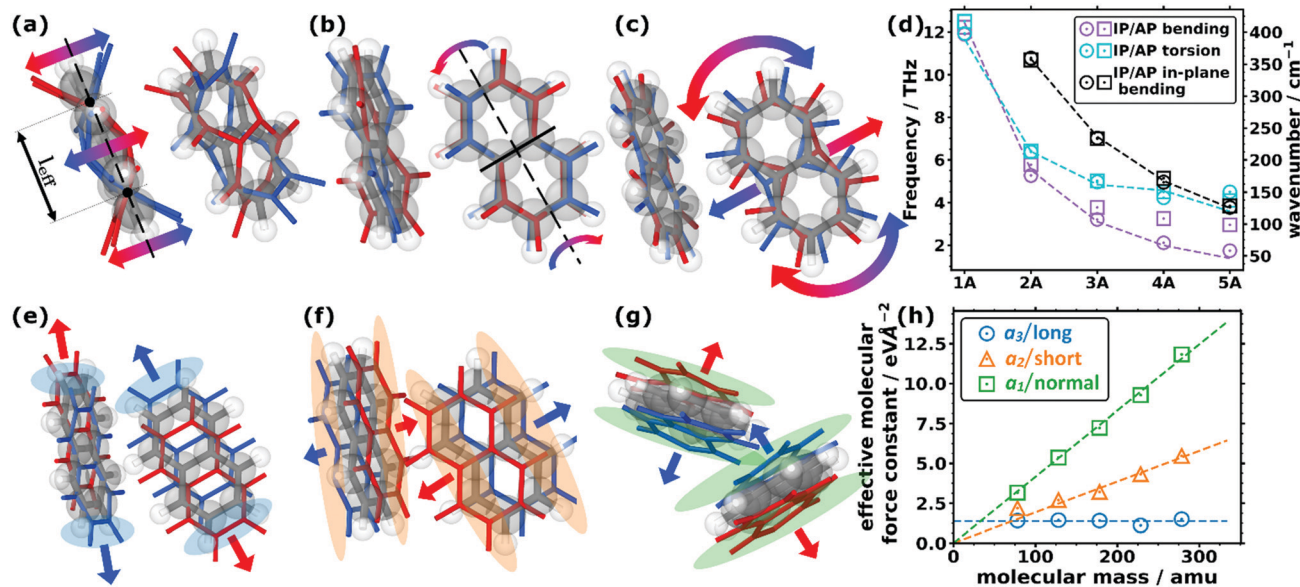 (a)
l_eff
(b)
(c)
(d)
Frequency / THz
12
10
8
6
4
2
IP/AP bending
IP/AP torsion
IP/AP in-plane
bending
400
350
300
250
200
150
100
50
wavenumber / cm⁻¹
1A 2A 3A 4A 5A
(e)
(f)
(g)
(h)
effective molecular
force constant / eVÅ⁻²
12.5
10.0
7.5
5.0
2.5
0.0
a₃/long
a₂/short
a₁/normal
0 100 200 300
molecular mass / amu